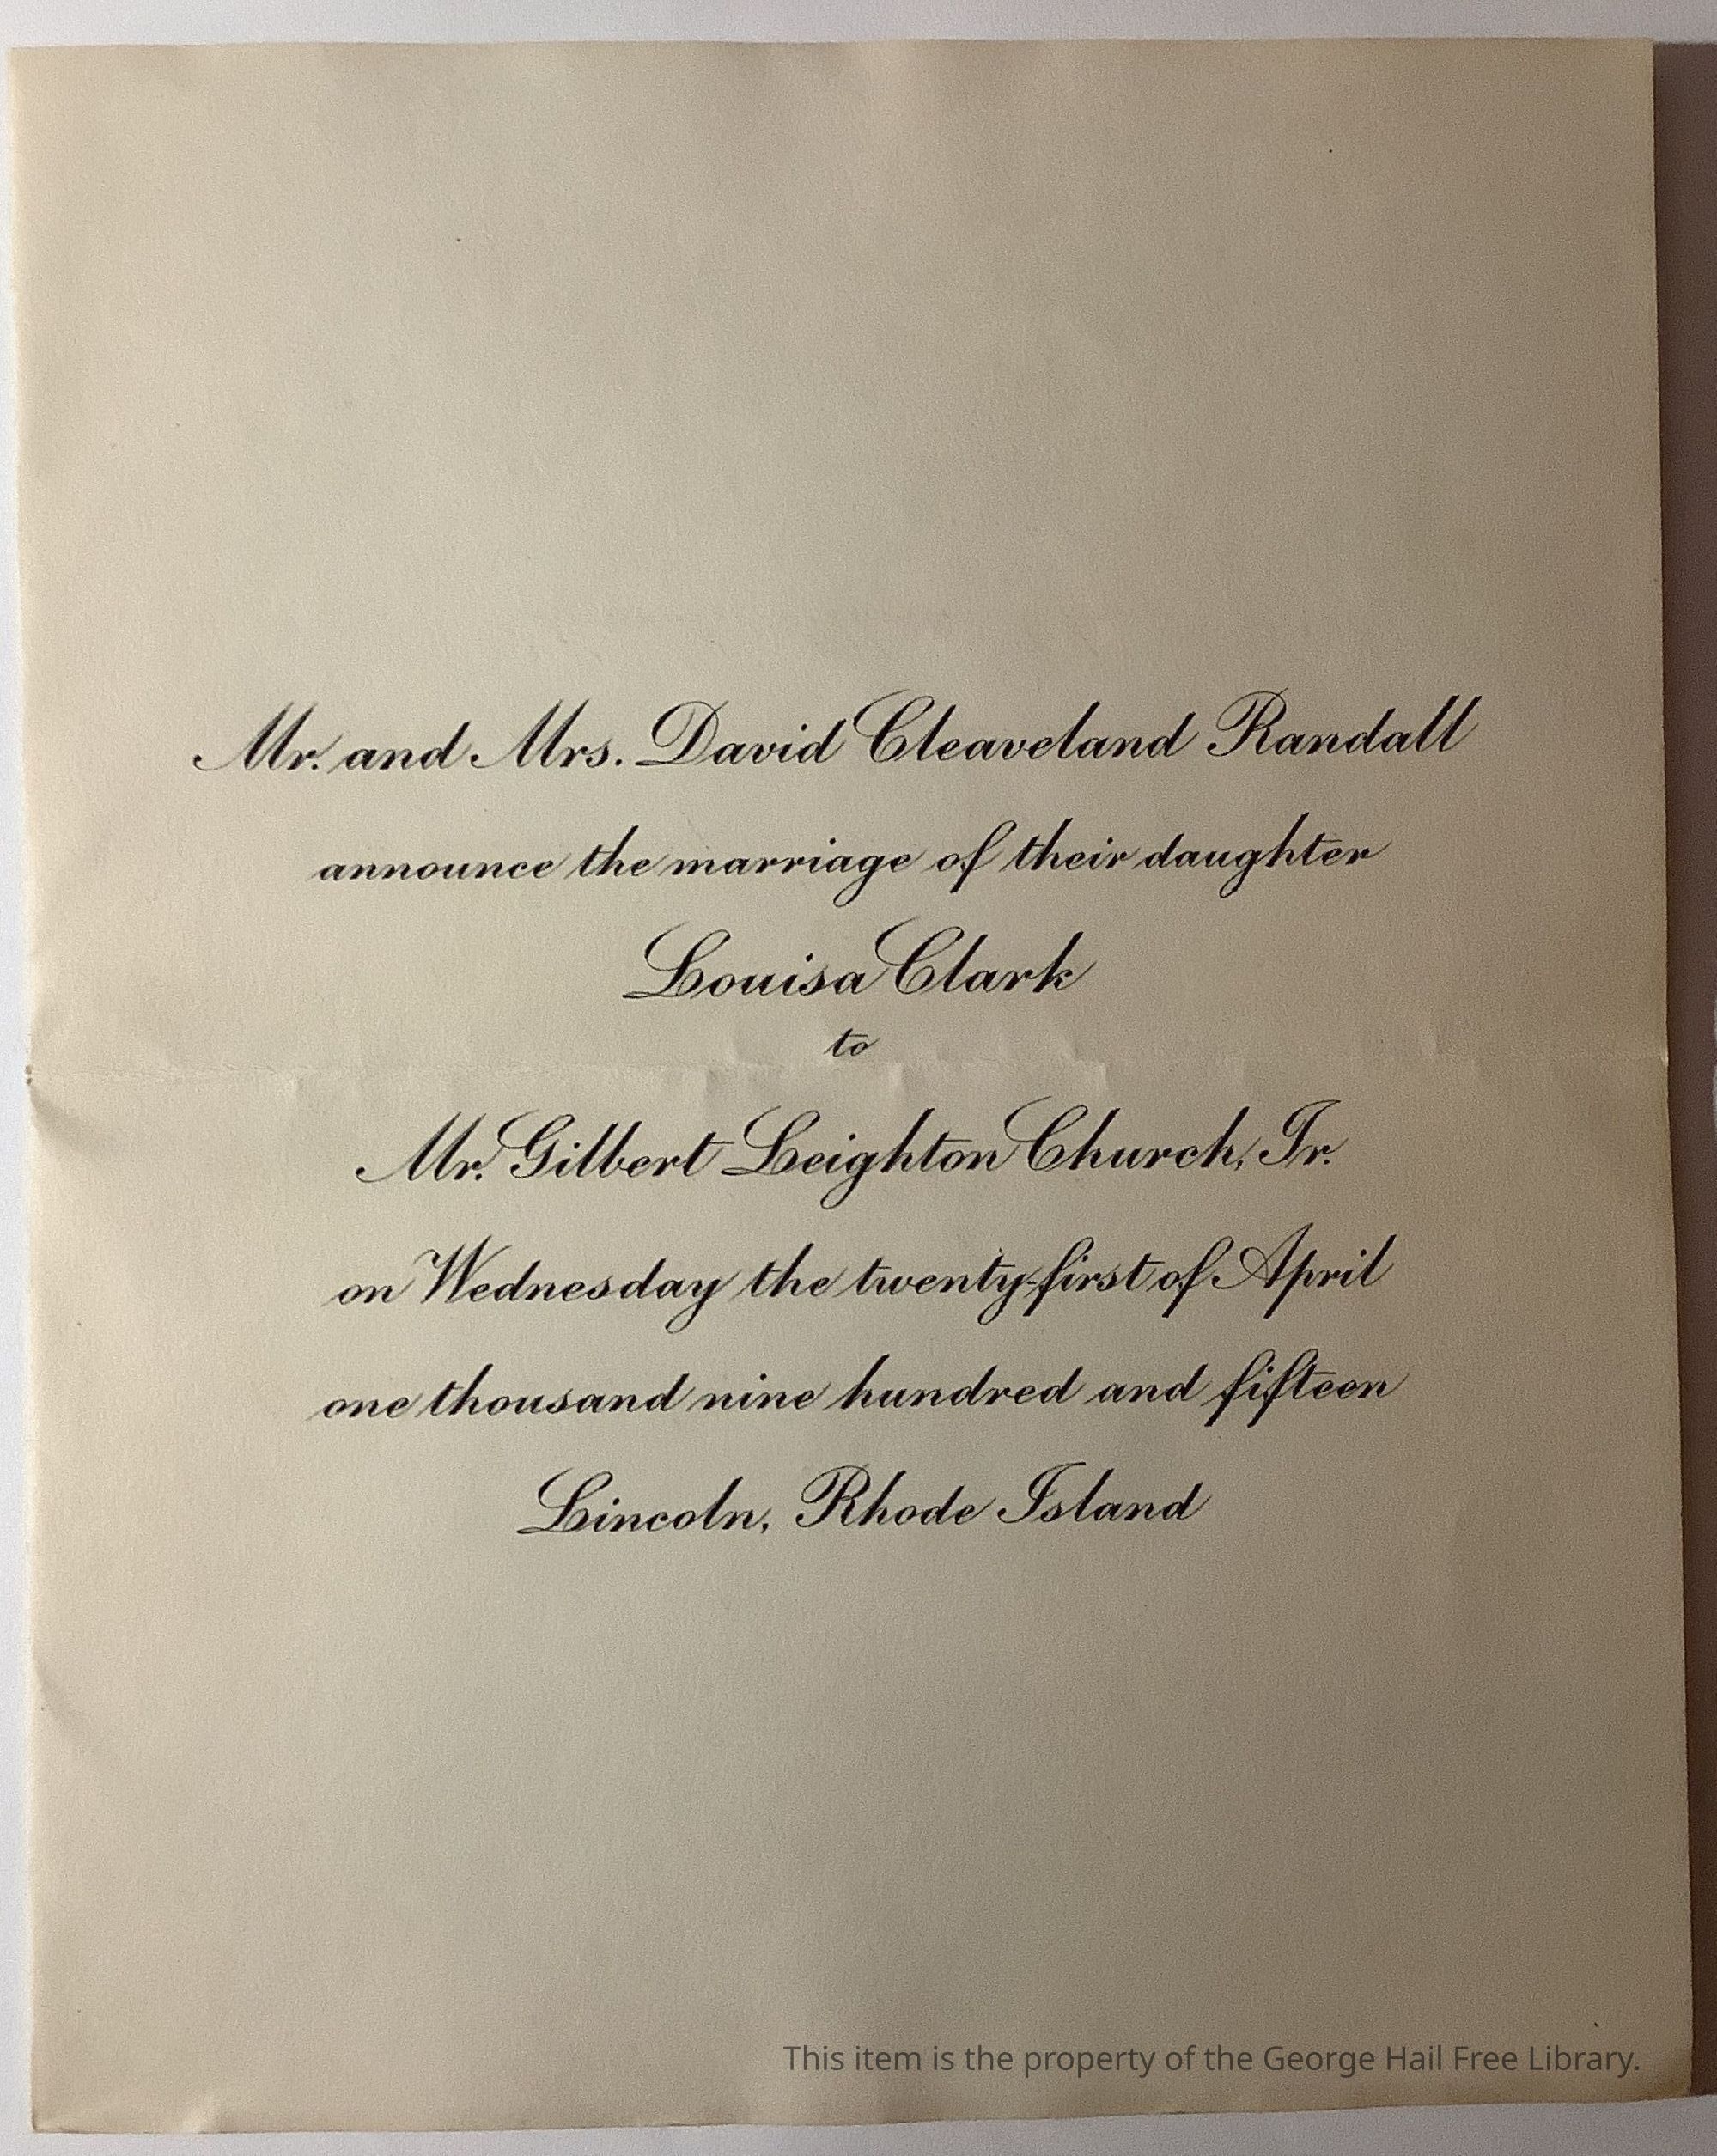 Mr. and Mrs. David Cleaveland Randall
announce the marriage of their daughter
Louisa Clark
to
Mr. Gilbert Leighton Church, Jr.
on Wednesday the twenty-first of April
one thousand nine hundred and fifteen
Lincoln, Rhode Island
This item is the property of the George Hail Free Library.